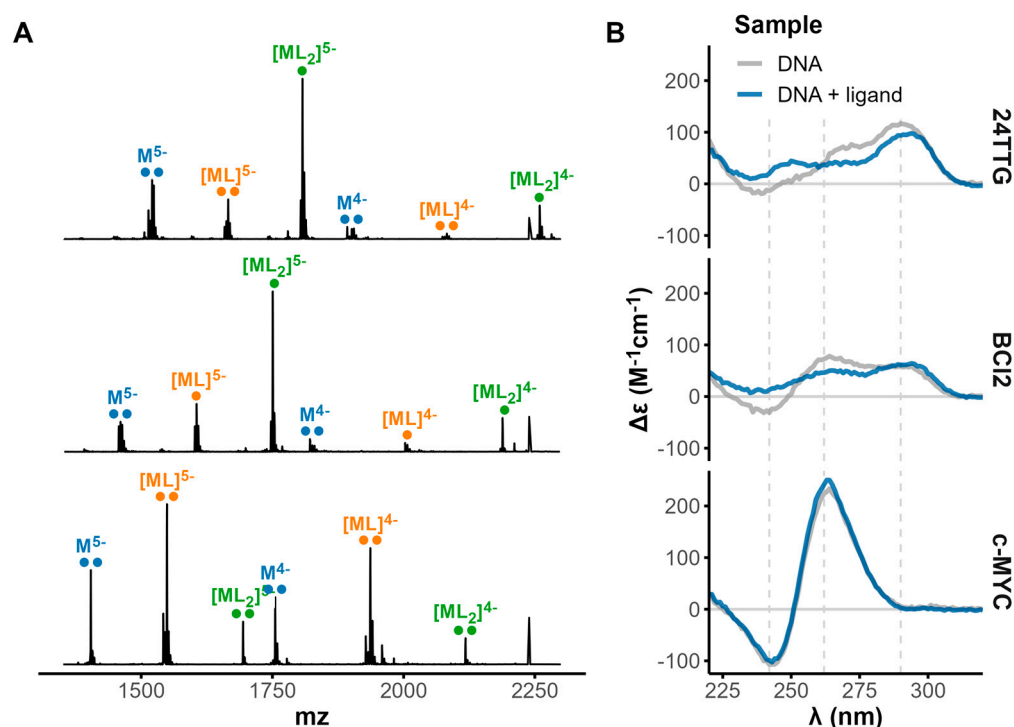 A
[ML₂]⁵⁻
M⁵⁻
[ML]⁵⁻
M⁴⁻
[ML]⁴⁻
[ML₂]⁴⁻
[ML₂]⁵⁻
M⁵⁻
[ML]⁵⁻
M⁴⁻
[ML]⁴⁻
[ML₂]⁴⁻
[ML]⁵⁻
M⁵⁻
[ML₂]⁵⁻
M⁴⁻
[ML]⁴⁻
[ML₂]⁴⁻
1500 1750 2000 2250
mz
B
Sample
DNA
DNA + ligand
200
100
0
-100
24TTG
200
100
0
-100
BCl2
200
100
0
-100
c-MYC
Δε (M⁻¹cm⁻¹)
225 250 275 300
λ (nm)